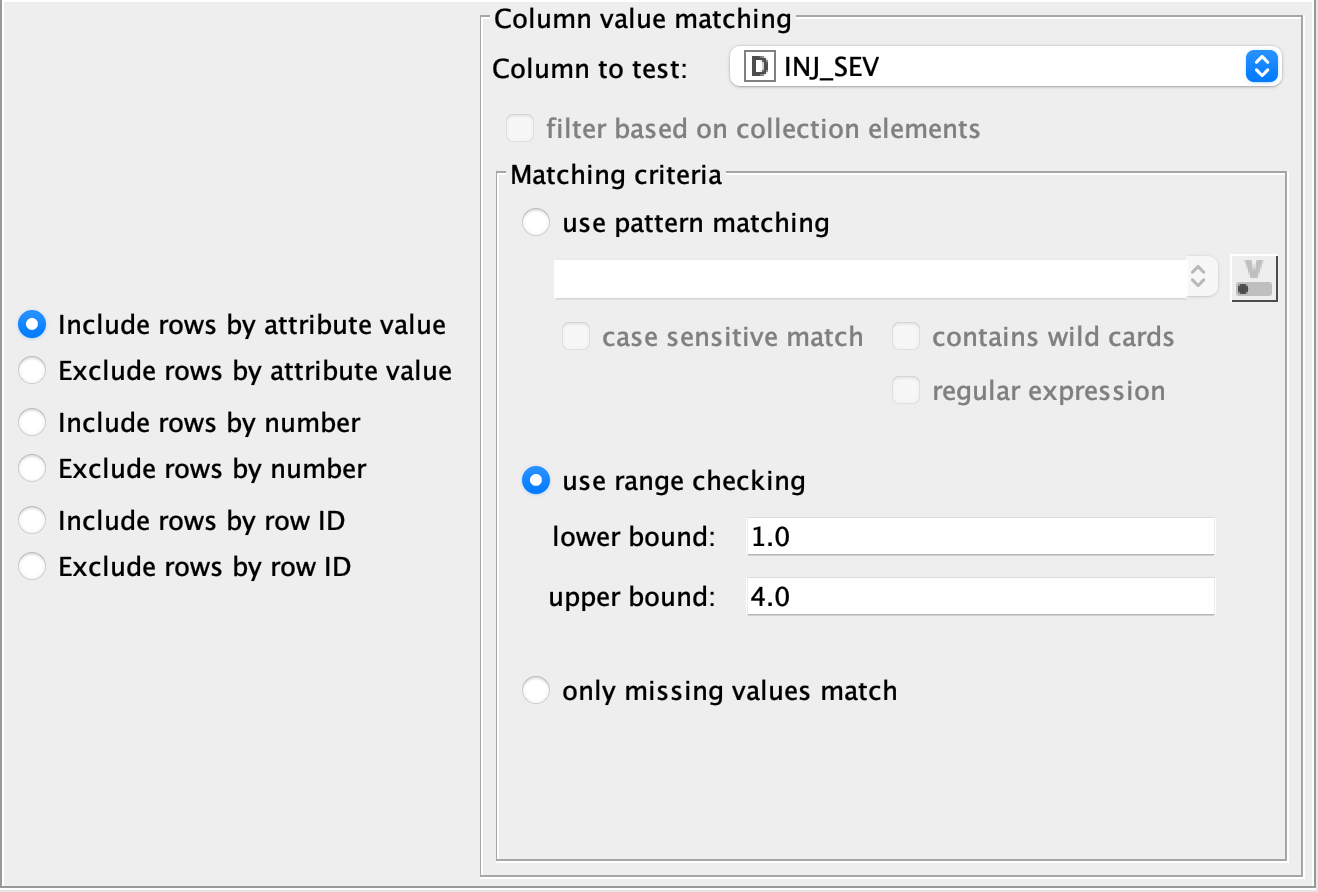 Column value matching
Column to test:
D INJ_SEV
filter based on collection elements
Matching criteria
use pattern matching
V
case sensitive match
contains wild cards
regular expression
Include rows by attribute value
Exclude rows by attribute value
Include rows by number
Exclude rows by number
Include rows by row ID
Exclude rows by row ID
use range checking
lower bound: 1.0
upper bound: 4.0
only missing values match